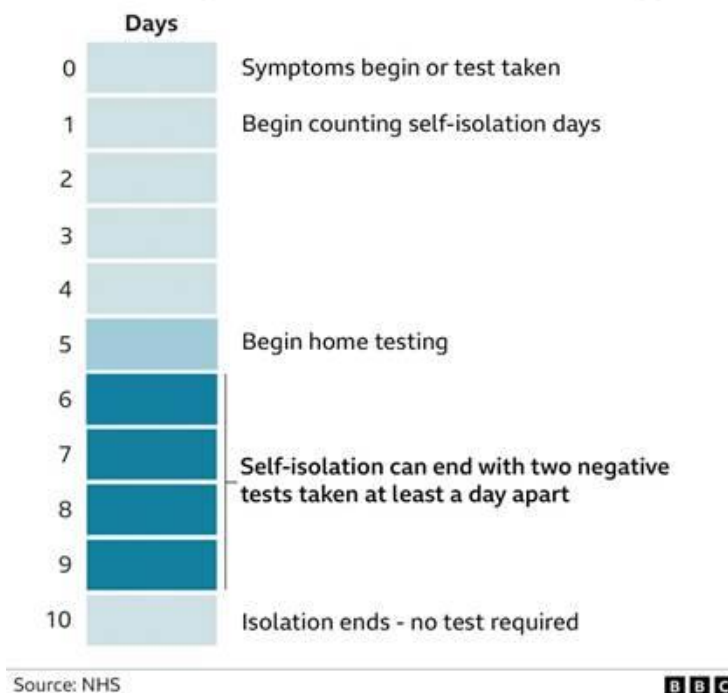 Days
0 Symptoms begin or test taken
1 Begin counting self-isolation days
2
3
4
5 Begin home testing
6
7
Self-isolation can end with two negative
tests taken at least a day apart
8
9
10 Isolation ends - no test required
Source: NHS
BBC